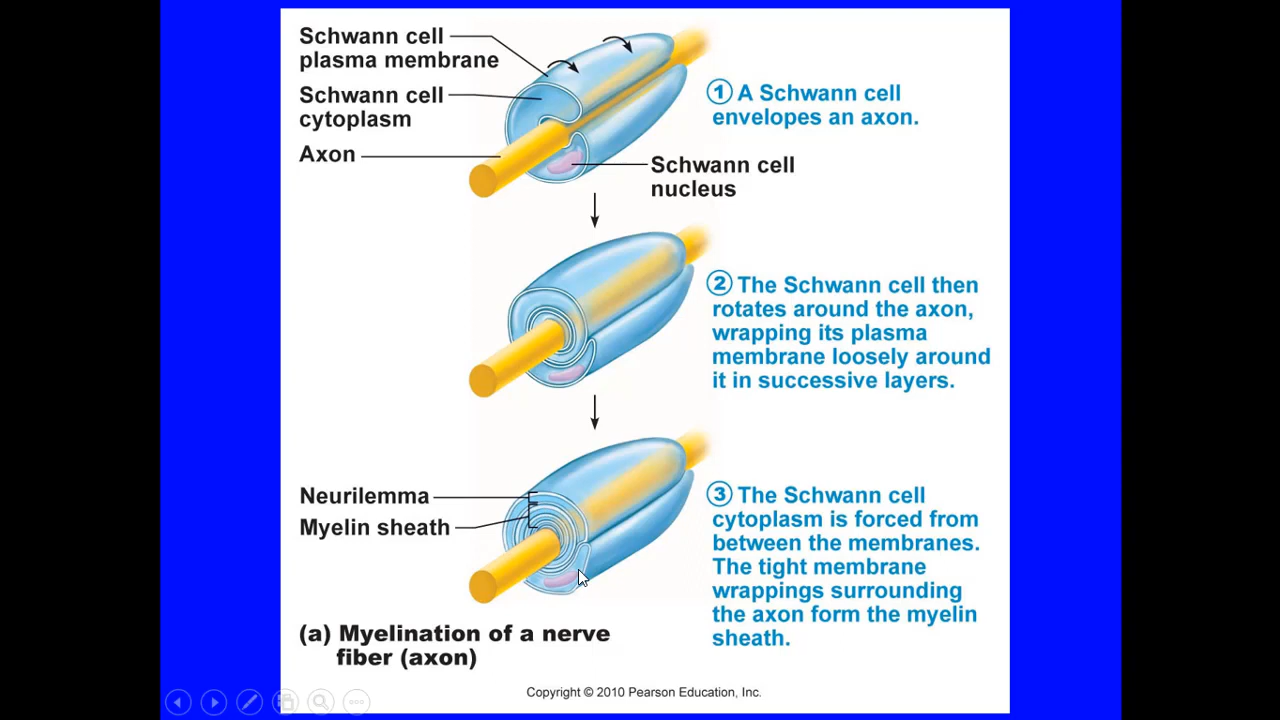 Schwann cell
plasma membrane
Schwann cell
cytoplasm
Axon
Schwann cell
nucleus
① A Schwann cell
envelopes an axon.
② The Schwann cell then
rotates around the axon,
wrapping its plasma
membrane loosely around
it in successive layers.
Neurilemma
Myelin sheath
③ The Schwann cell
cytoplasm is forced from
between the membranes.
The tight membrane
wrappings surrounding
the axon form the myelin
sheath.
(a) Myelination of a nerve
fiber (axon)
Copyright © 2010 Pearson Education, Inc.